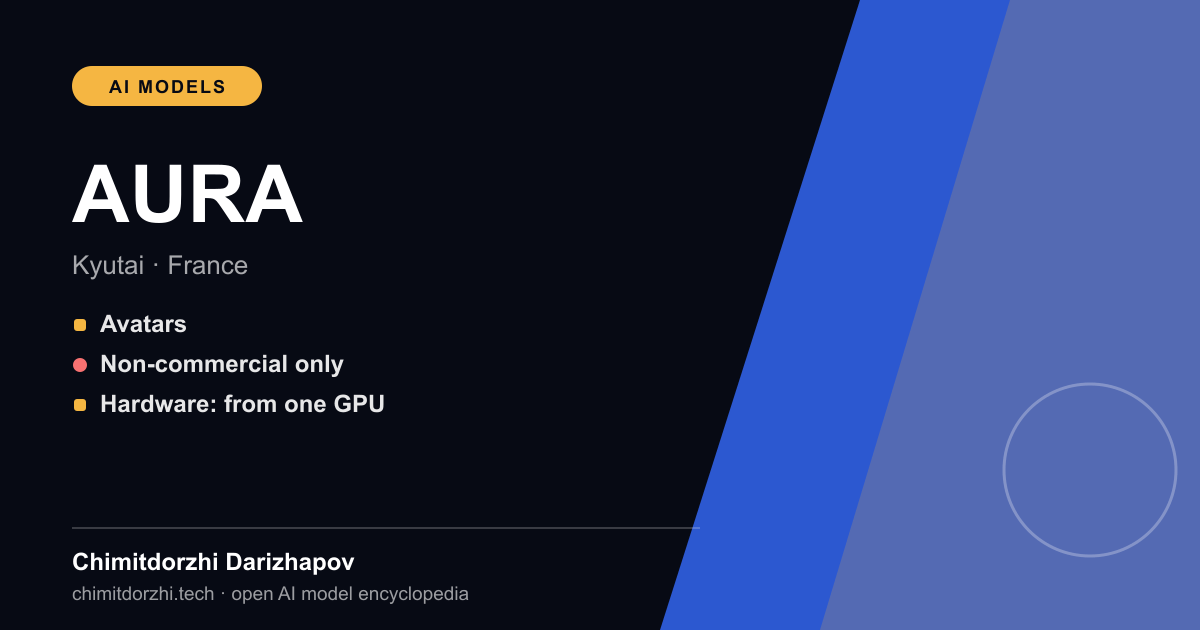 AI MODELS
AURA
Kyutai · France
Avatars
Non-commercial only
Hardware: from one GPU
Chimitdorzhi Darizhapov
chimitdorzhi.tech · open AI model encyclopedia